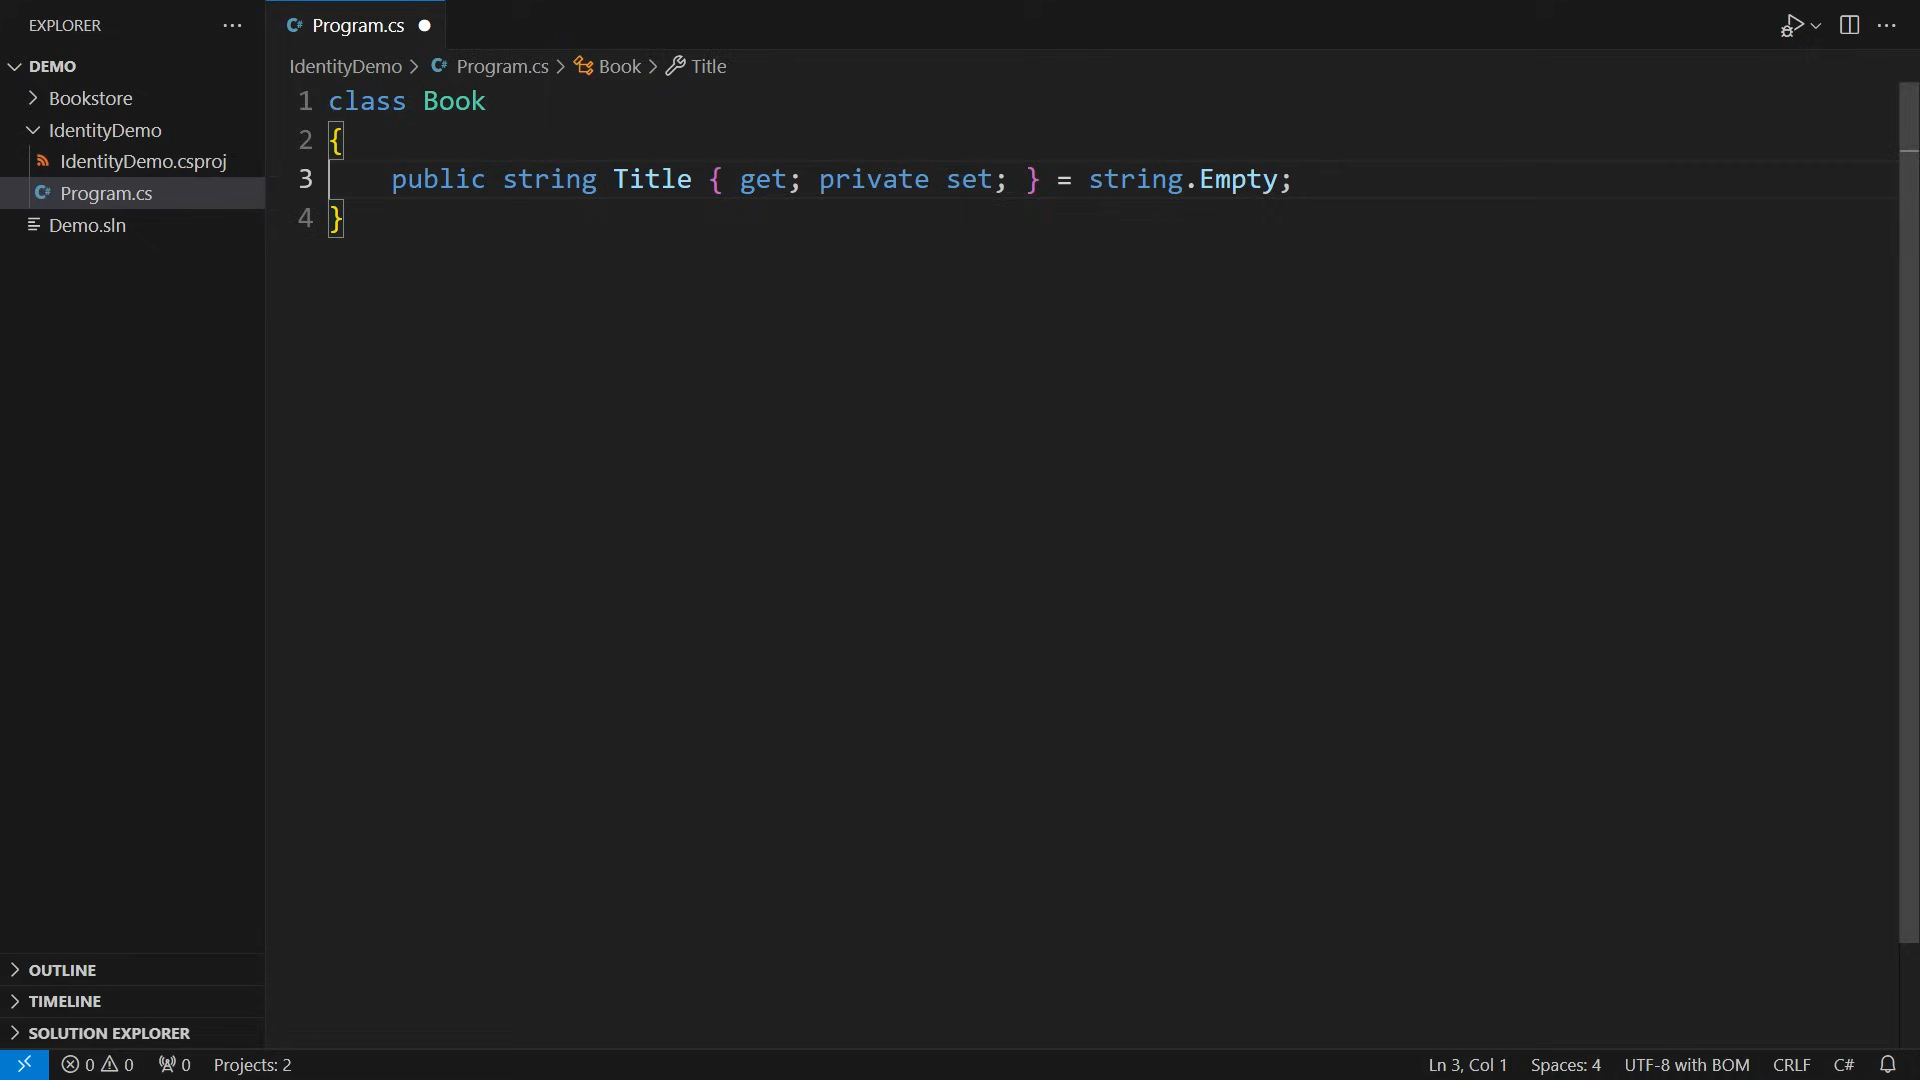 EXPLORER
DEMO
Bookstore
IdentityDemo
IdentityDemo.csproj
C# Program.cs
Demo.sln
OUTLINE
TIMELINE
SOLUTION EXPLORER
C# Program.cs
IdentityDemo > C# Program.cs > Book > Title
1 class Book
2 {
3 public string Title { get; private set; } = string.Empty;
4 }
0 0 0 Projects: 2
Ln 3, Col 1 Spaces: 4 UTF-8 with BOM CRLF C#